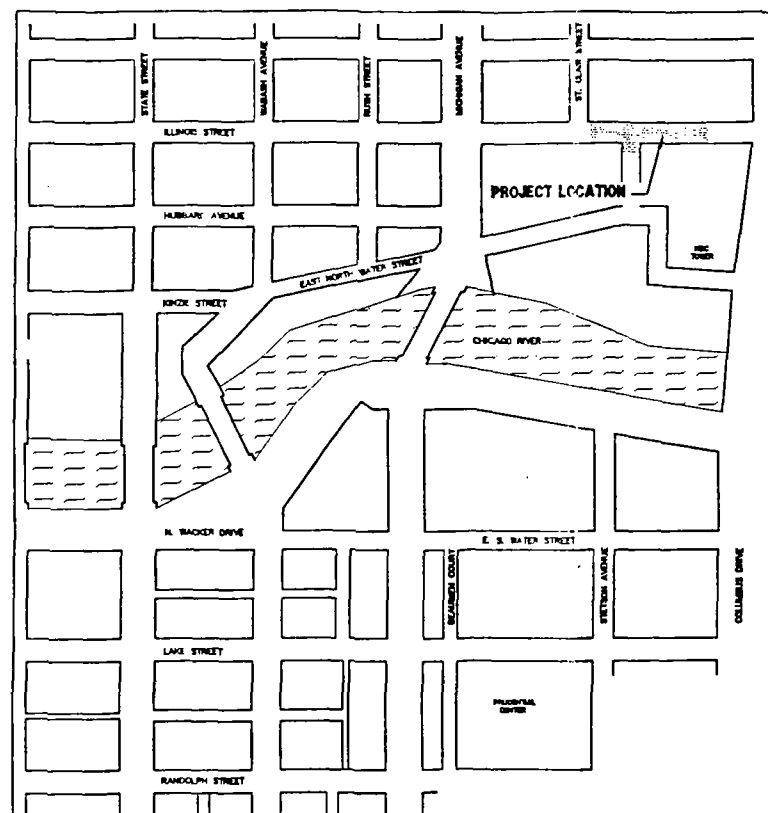 STATE STREET
WABASH AVENUE
RUSH STREET
MICHIGAN AVENUE
ST. CLAIR STREET
ILLINOIS STREET
PROJECT LOCATION
HUBBARD AVENUE
NBC
TOWER
EAST NORTH WATER STREET
KINZIE STREET
CHICAGO RIVER
N. WACKER DRIVE
E. S. WATER STREET
BEAUBIEN COURT
STETSON AVENUE
COLUMBUS DRIVE
LAKE STREET
PRUDENTIAL
CENTER
RANDOLPH STREET